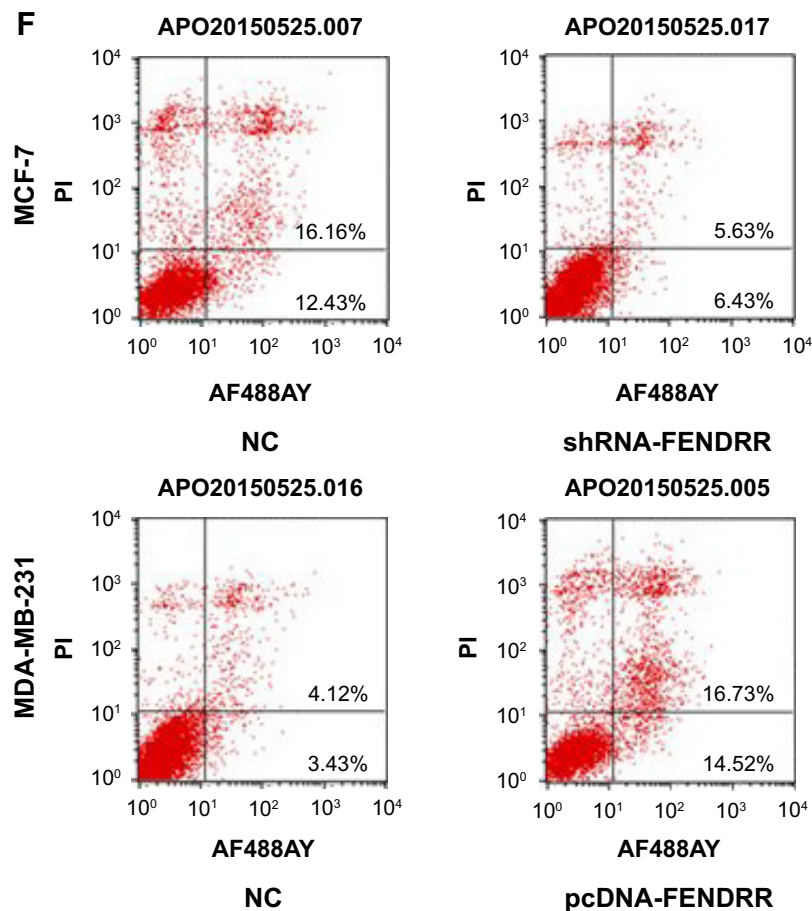 F
APO20150525.007
MCF-7
PI
10⁴
10³
10²
10¹
10⁰
16.16%
12.43%
10⁰ 10¹ 10² 10³ 10⁴
AF488AY
NC
APO20150525.017
PI
10⁴
10³
10²
10¹
10⁰
5.63%
6.43%
10⁰ 10¹ 10² 10³ 10⁴
AF488AY
shRNA-FENDRR
APO20150525.016
MDA-MB-231
PI
10⁴
10³
10²
10¹
10⁰
4.12%
3.43%
10⁰ 10¹ 10² 10³ 10⁴
AF488AY
NC
APO20150525.005
PI
10⁴
10³
10²
10¹
10⁰
16.73%
14.52%
10⁰ 10¹ 10² 10³ 10⁴
AF488AY
pcDNA-FENDRR